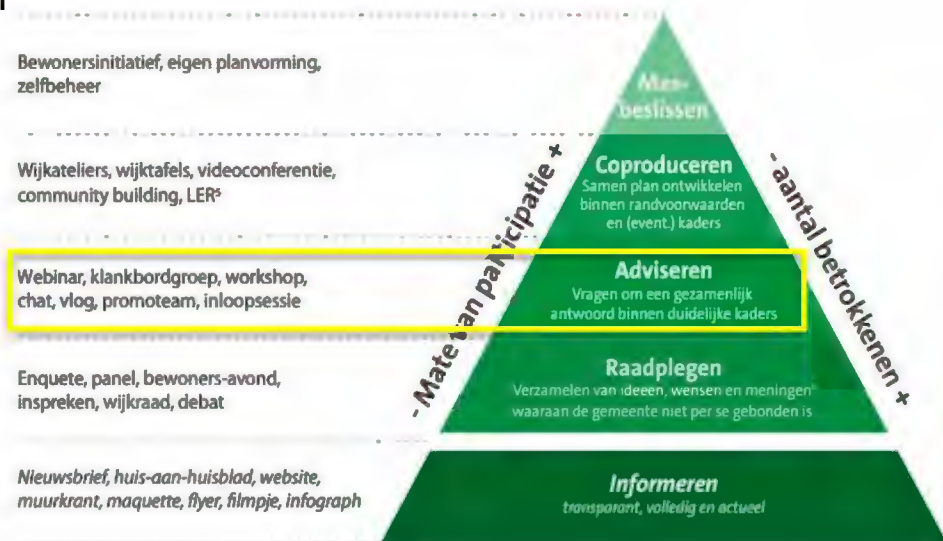 Bewonersinitiatief, eigen planvorming,
zelfbeheer
Mee-
beslissen
Wijkateliers, wijktafels, videoconferentie,
community building, LER⁵
Coproduceren
Samen plan ontwikkelen
binnen randvoorwaarden
en (event.) kaders
- Mate van participatie +
- aantal betrokkenen +
Webinar, klankbordgroep, workshop,
chat, vlog, promoteam, inloopsessie
Adviseren
Vragen om een gezamenlijk
antwoord binnen duidelijke kaders
Enquete, panel, bewoners-avond,
inspreken, wijkraad, debat
Raadplegen
Verzamelen van ideeën, wensen en meningen
waaraan de gemeente niet per se gebonden is
Nieuwsbrief, huis-aan-huisblad, website,
muurkrant, maquette, flyer, filmpje, infograph
Informeren
transparant, volledig en actueel